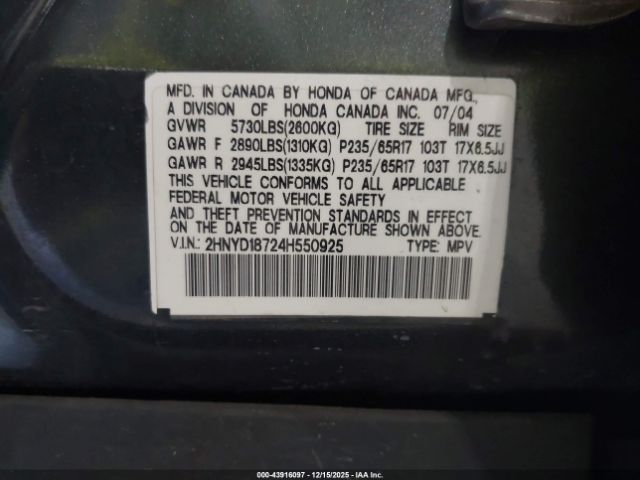 MFD. IN CANADA BY HONDA OF CANADA MFG.,
A DIVISION OF HONDA CANADA INC. 07/04
GVWR 5730LBS(2600KG) TIRE SIZE RIM SIZE
GAWR F 2890LBS(1310KG) P235/65R17 103T 17X6.5JJ
GAWR R 2945LBS(1335KG) P235/65R17 103T 17X6.5JJ
THIS VEHICLE CONFORMS TO ALL APPLICABLE
FEDERAL MOTOR VEHICLE SAFETY
AND THEFT PREVENTION STANDARDS IN EFFECT ON
THE DATE OF MANUFACTURE SHOWN ABOVE.
V.I.N.: 2HNYD18724H550925 TYPE: MPV
000-43916097 - 12/15/2025 - IAA Inc.